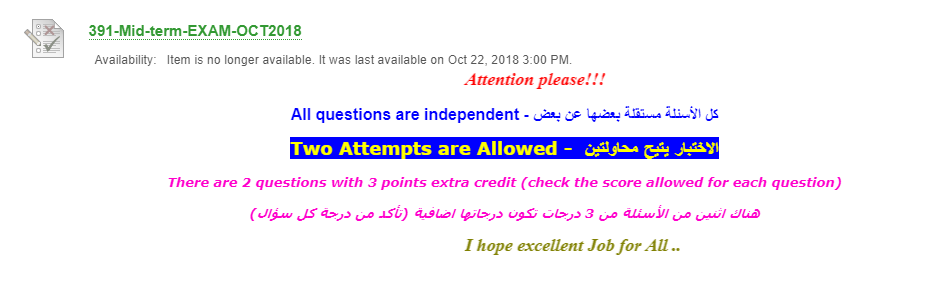 391-Mid-term-EXAM-OCT2018
Availability: Item is no longer available. It was last available on Oct 22, 2018 3:00 PM.
Attention please!!!
All questions are independent - كل الأسئلة مستقلة بعضها عن بعض
Two Attempts are Allowed - الاختبار يتيح محاولتين
There are 2 questions with 3 points extra credit (check the score allowed for each question)
هناك اثنين من الأسئلة من 3 درجات تكون درجاتها اضافية (تأكد من درجة كل سؤال)
I hope excellent Job for All ..